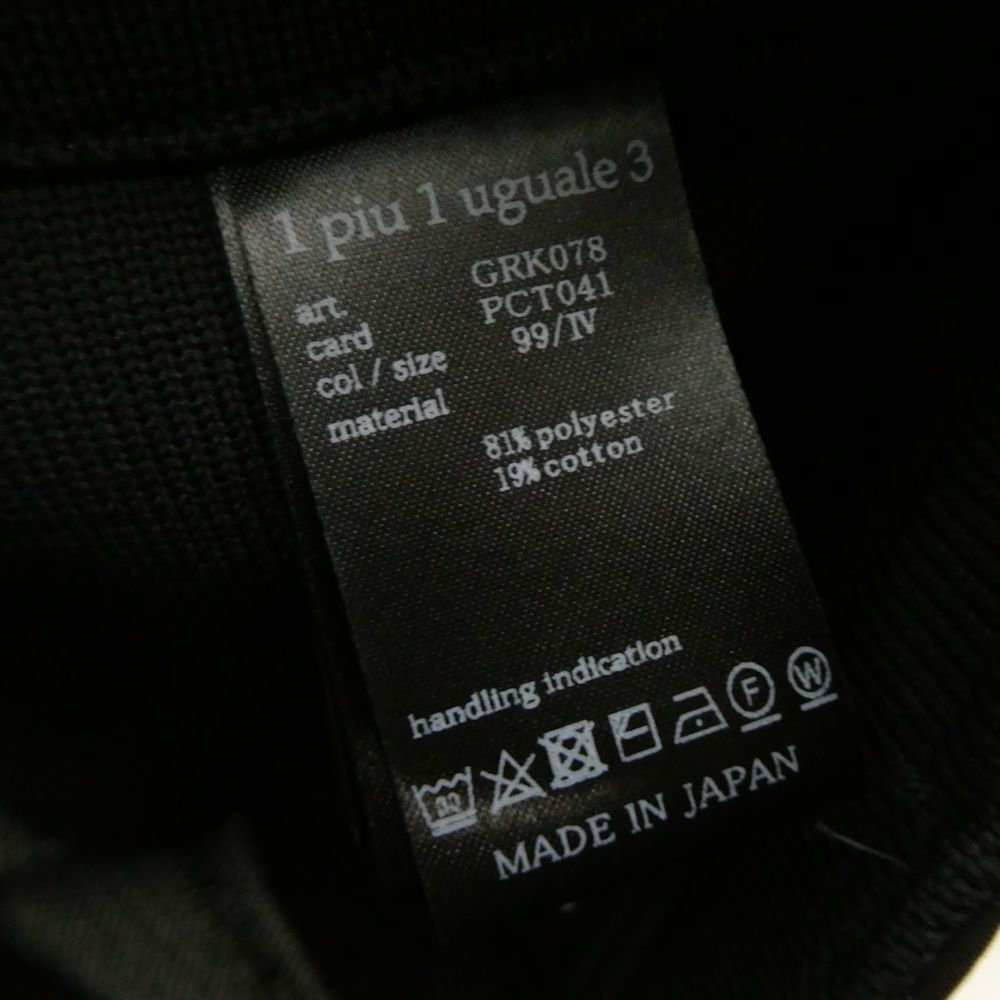 1 piu 1 uguale 3
art. GRK078
card PCT041
col / size 99/Ⅳ
material
81% polyester
19% cotton
handling indication
30 F W
MADE IN JAPAN